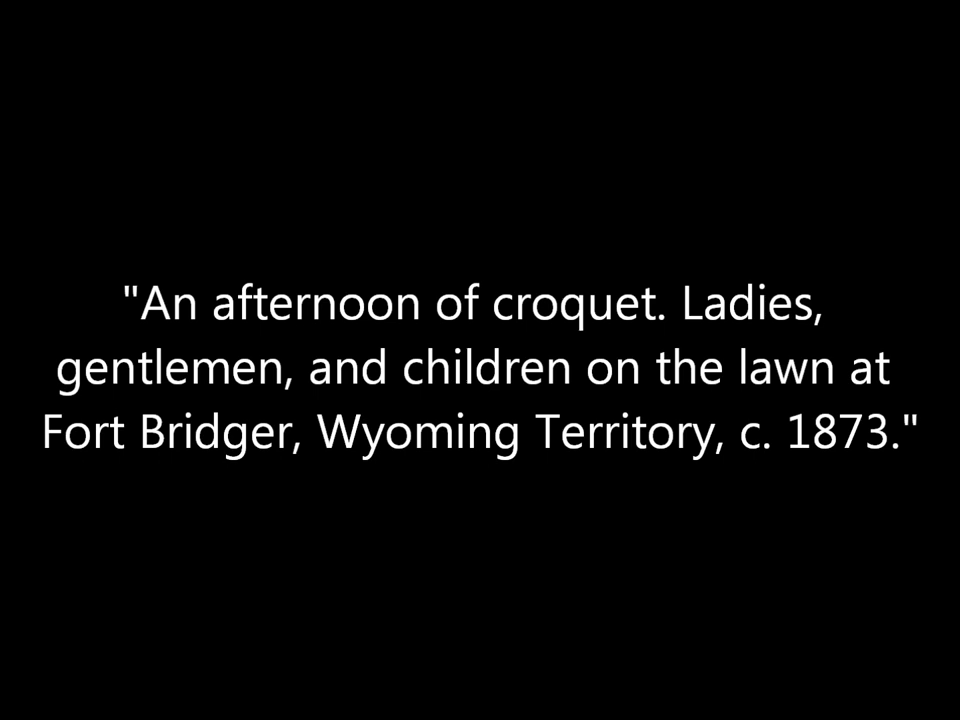 "An afternoon of croquet. Ladies,
gentlemen, and children on the lawn at
Fort Bridger, Wyoming Territory, c. 1873."